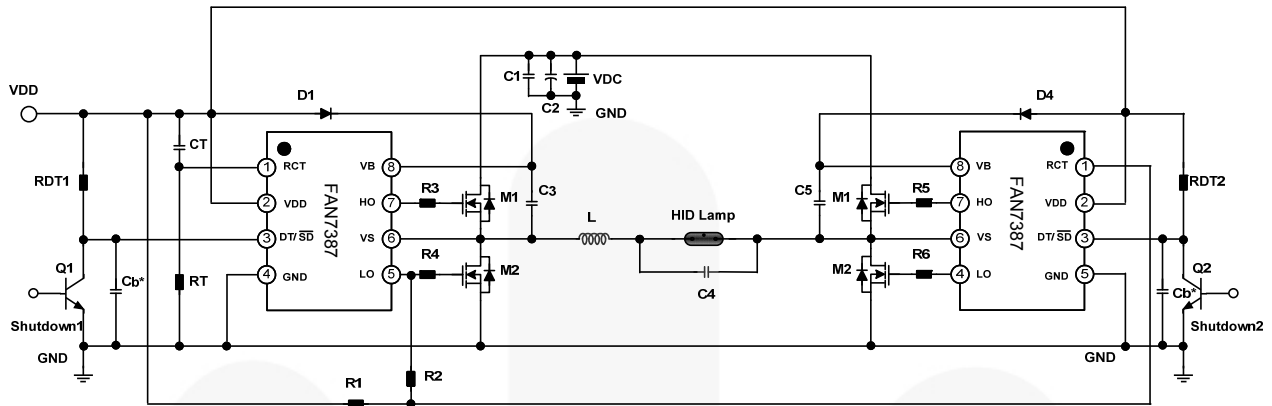 C1
C2
VDC
GND
VDD
D1
D4
CT
1
RCT
VB
8
8
VB
RCT
1
RDT1
FAN7387
R3
M1
C3
C5
M1
R5
FAN7387
RDT2
2
VDD
HO
7
7
HO
VDD
2
L
HID Lamp
3
DT/SD
VS
6
6
VS
DT/SD
3
Q1
Cb*
RT
4
GND
LO
5
R4
M2
C4
M2
R6
4
LO
GND
5
Cb*
Q2
Shutdown1
Shutdown2
GND
GND
R1
R2